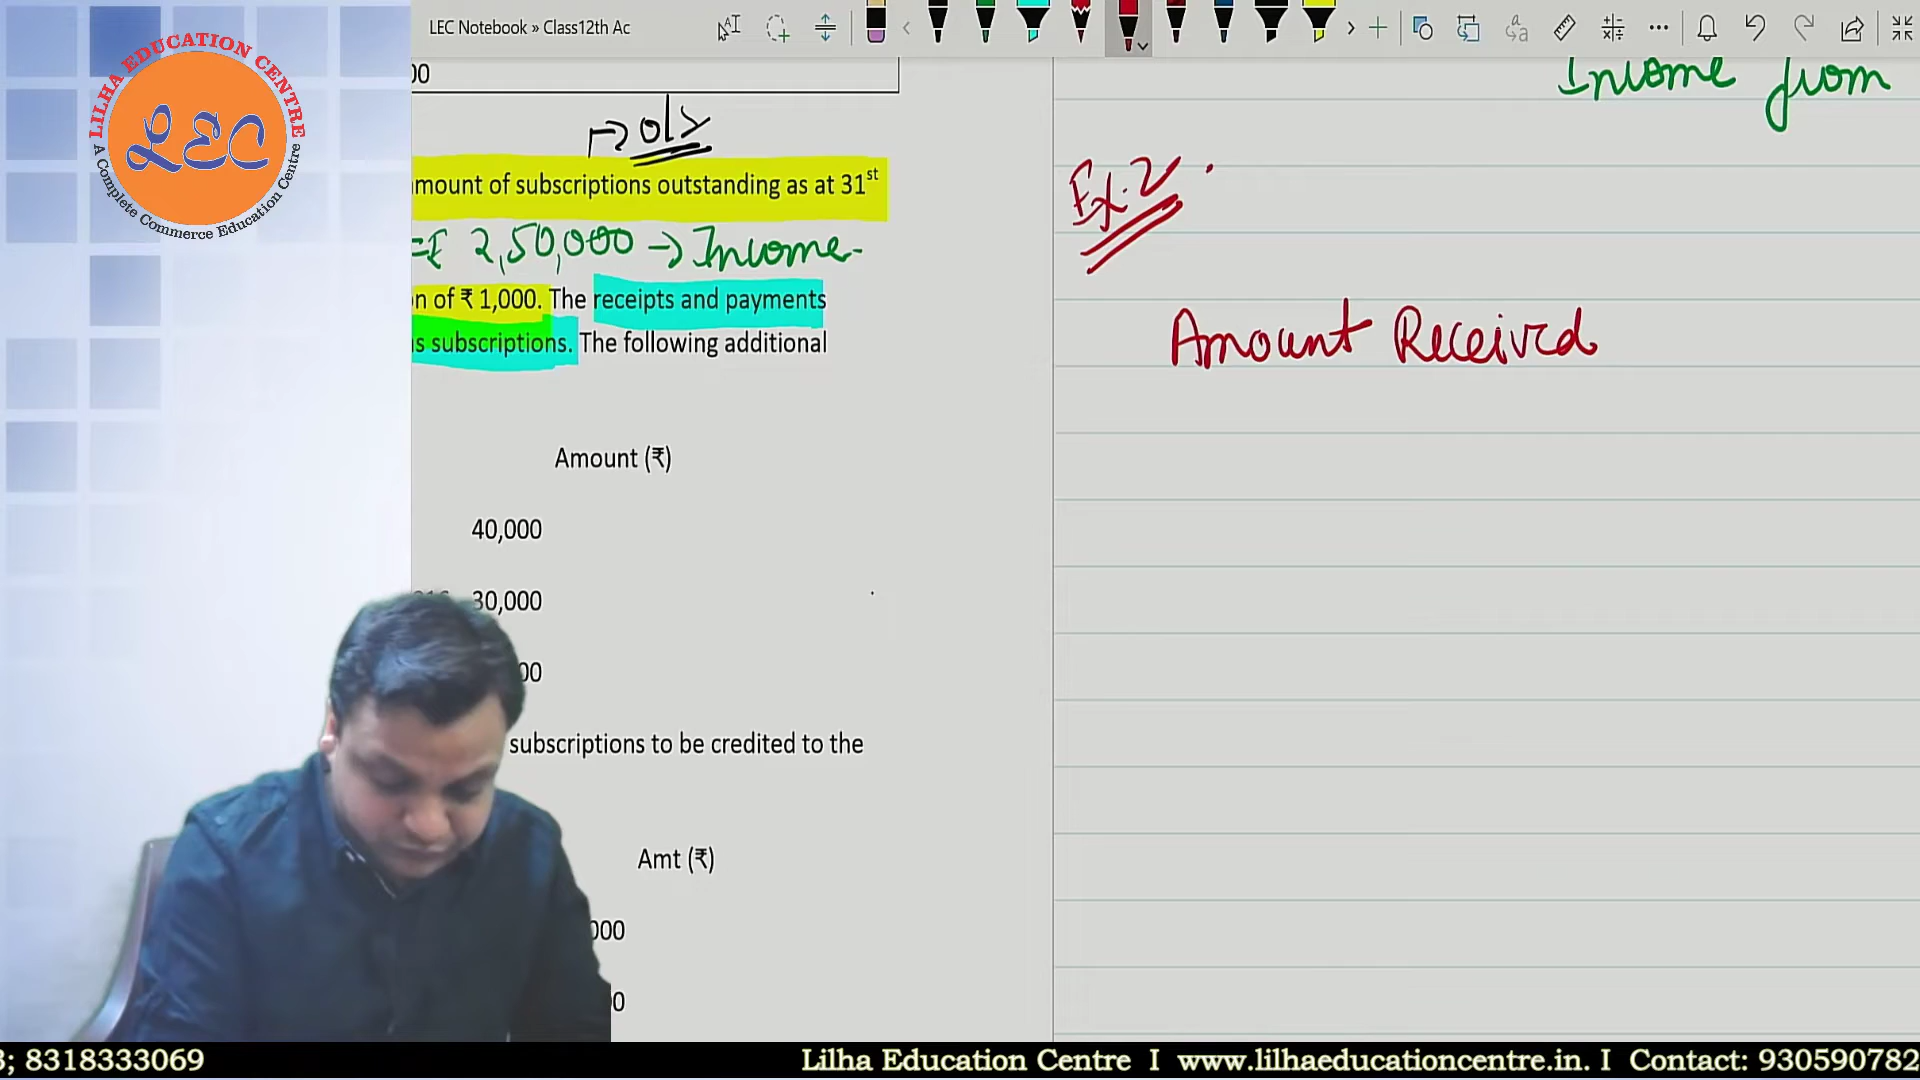 LEC Notebook » Class12th Ac
LILHA EDUCATION CENTRE
LEC
A Complete Commerce Education Centre
00
o/s
mount of subscriptions outstanding as at 31st
=₹ 2,50,000 → Income
n of ₹ 1,000. The receipts and payments
s subscriptions. The following additional
Amount (₹)
40,000
30,000
00
subscriptions to be credited to the
Amt (₹)
000
0
Income from
Ex.2
Amount Received
3; 8318333069
Lilha Education Centre I www.lilhaeducationcentre.in. I Contact: 930590782